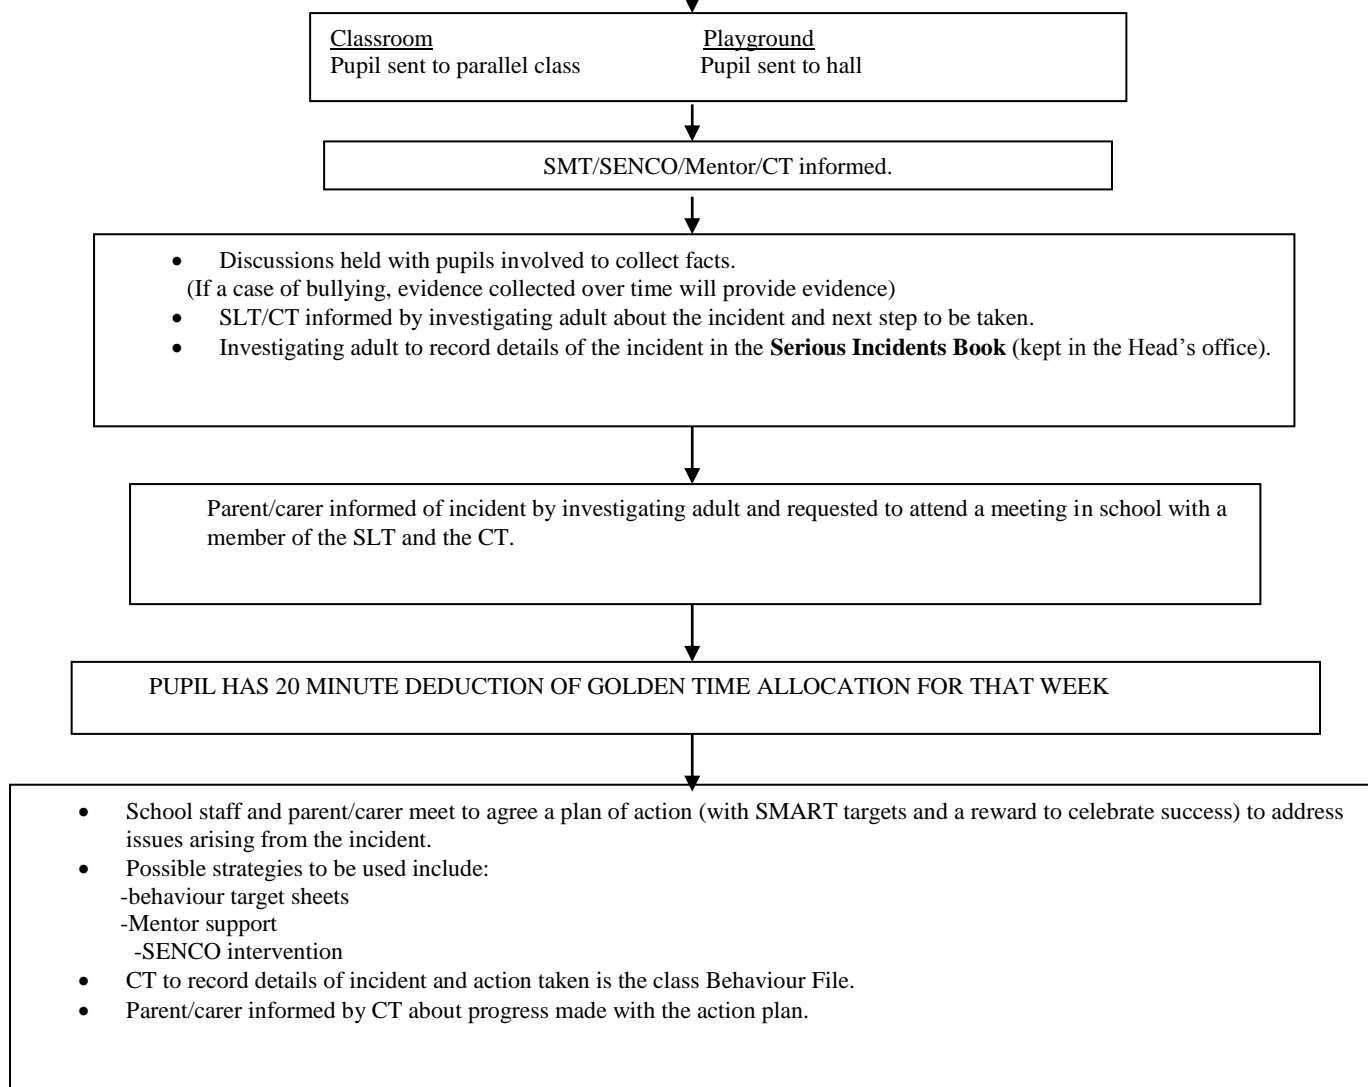 Classroom Playground
Pupil sent to parallel class Pupil sent to hall
SMT/SENCO/Mentor/CT informed.
• Discussions held with pupils involved to collect facts.
(If a case of bullying, evidence collected over time will provide evidence)
• SLT/CT informed by investigating adult about the incident and next step to be taken.
• Investigating adult to record details of the incident in the Serious Incidents Book (kept in the Head’s office).
Parent/carer informed of incident by investigating adult and requested to attend a meeting in school with a
member of the SLT and the CT.
PUPIL HAS 20 MINUTE DEDUCTION OF GOLDEN TIME ALLOCATION FOR THAT WEEK
• School staff and parent/carer meet to agree a plan of action (with SMART targets and a reward to celebrate success) to address
issues arising from the incident.
• Possible strategies to be used include:
-behaviour target sheets
-Mentor support
-SENCO intervention
• CT to record details of incident and action taken is the class Behaviour File.
• Parent/carer informed by CT about progress made with the action plan.